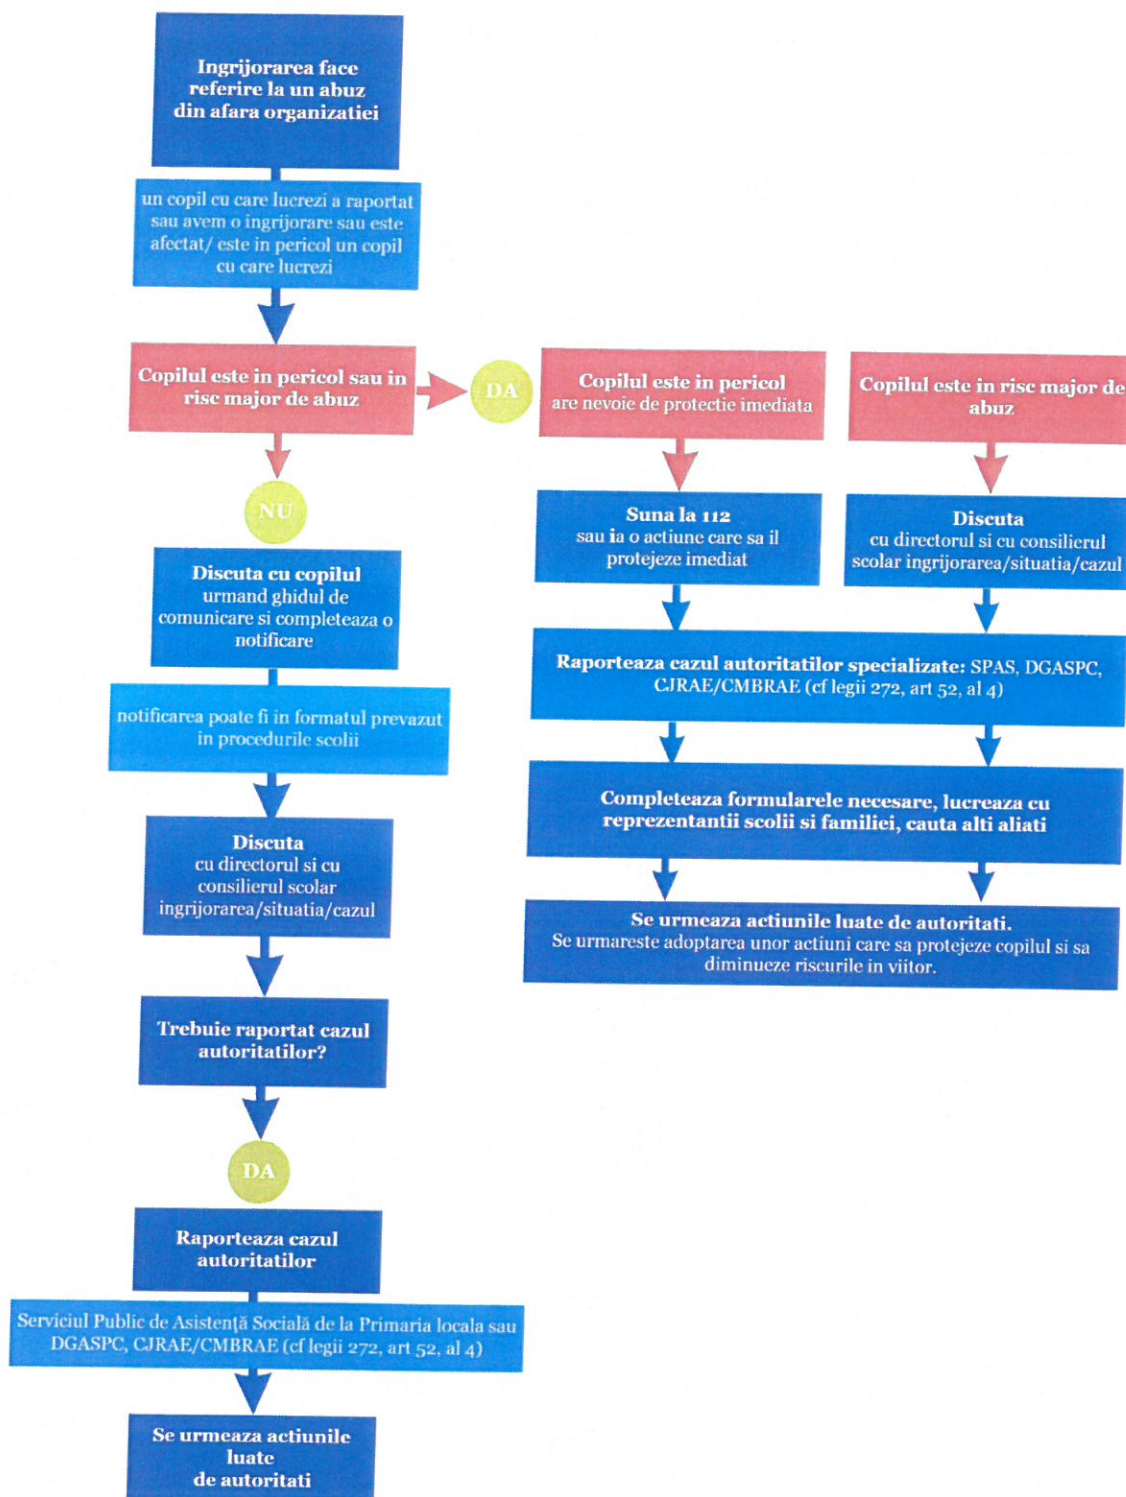 Ingrijorarea face
referire la un abuz
din afara organizatiei
un copil cu care lucrezi a raportat
sau avem o ingrijorare sau este
afectat/ este in pericol un copil
cu care lucrezi
Copilul este in pericol sau in
risc major de abuz
DA
Copilul este in pericol
are nevoie de protectie imediata
Copilul este in risc major de
abuz
NU
Suna la 112
sau ia o actiune care sa il
protejeze imediat
Discuta
cu directorul si cu consilierul
scolar ingrijorarea/situatia/cazul
Discuta cu copilul
urmand ghidul de
comunicare si completeaza o
notificare
Raporteaza cazul autoritatilor specializate: SPAS, DGASPC,
CJRAE/CMBRAE (cf legii 272, art 52, al 4)
notificarea poate fi in formatul prevazut
in procedurile scolii
Completeaza formularele necesare, lucreaza cu
reprezentantii scolii si familiei, cauta alti aliati
Discuta
cu directorul si cu
consilierul scolar
ingrijorarea/situatia/cazul
Se urmeaza actiunile luate de autoritati.
Se urmareste adoptarea unor actiuni care sa protejeze copilul si sa
diminueze riscurile in viitor.
Trebuie raportat cazul
autoritatilor?
DA
Raporteaza cazul
autoritatilor
Serviciul Public de Asistență Socială de la Primaria locala sau
DGASPC, CJRAE/CMBRAE (cf legii 272, art 52, al 4)
Se urmeaza actiunile
luate
de autoritati